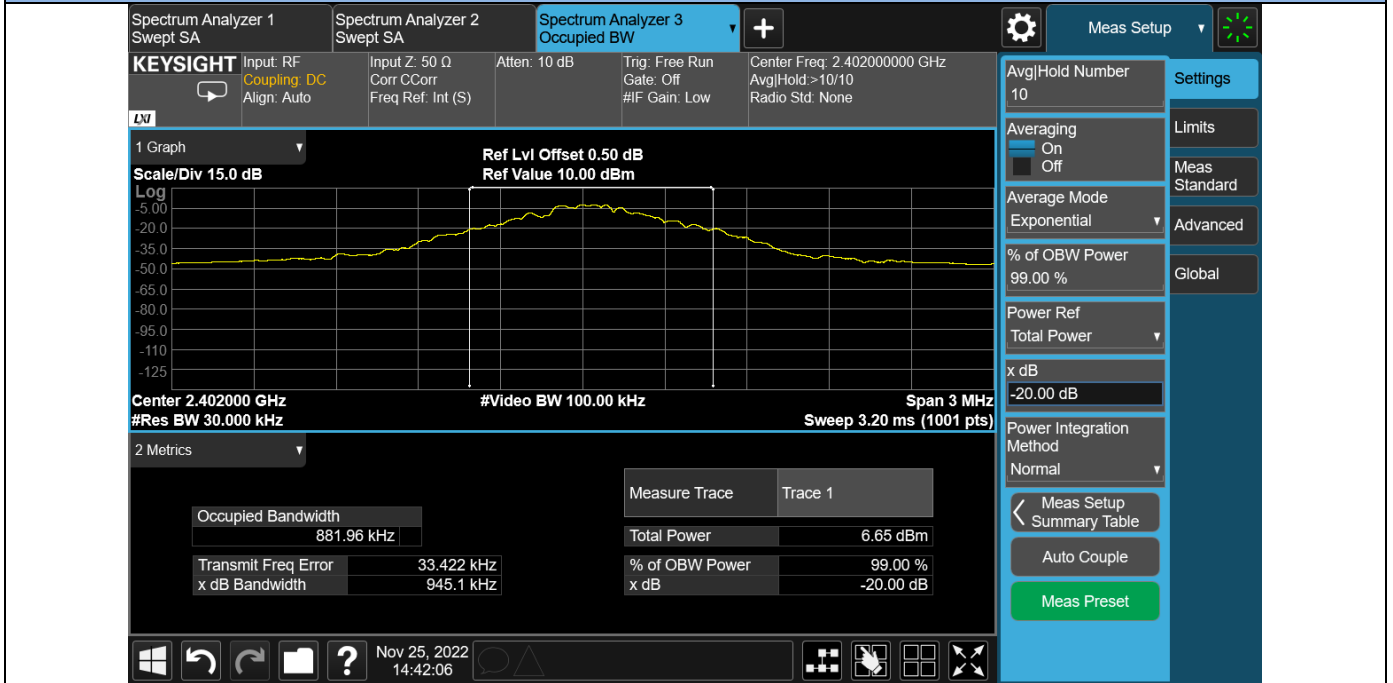 Spectrum Analyzer 1
Swept SA
Spectrum Analyzer 2
Swept SA
Spectrum Analyzer 3
Occupied BW
Meas Setup
KEYSIGHT
LXI
Input: RF
Coupling: DC
Align: Auto
Input Z: 50 Ω
Corr CCorr
Freq Ref: Int (S)
Atten: 10 dB
Trig: Free Run
Gate: Off
#IF Gain: Low
Center Freq: 2.402000000 GHz
Avg|Hold:>10/10
Radio Std: None
1 Graph
Scale/Div 15.0 dB
Ref Lvl Offset 0.50 dB
Ref Value 10.00 dBm
Log
-5.00
-20.0
-35.0
-50.0
-65.0
-80.0
-95.0
-110
-125
Center 2.402000 GHz
#Res BW 30.000 kHz
#Video BW 100.00 kHz
Span 3 MHz
Sweep 3.20 ms (1001 pts)
2 Metrics
Occupied Bandwidth
881.96 kHz
Transmit Freq Error 33.422 kHz
x dB Bandwidth 945.1 kHz
Measure Trace Trace 1
Total Power 6.65 dBm
% of OBW Power 99.00 %
x dB -20.00 dB
Avg|Hold Number
10
Averaging
On
Off
Average Mode
Exponential
% of OBW Power
99.00 %
Power Ref
Total Power
x dB
-20.00 dB
Power Integration
Method
Normal
Meas Setup
Summary Table
Auto Couple
Meas Preset
Settings
Limits
Meas
Standard
Advanced
Global
?
Nov 25, 2022
14:42:06